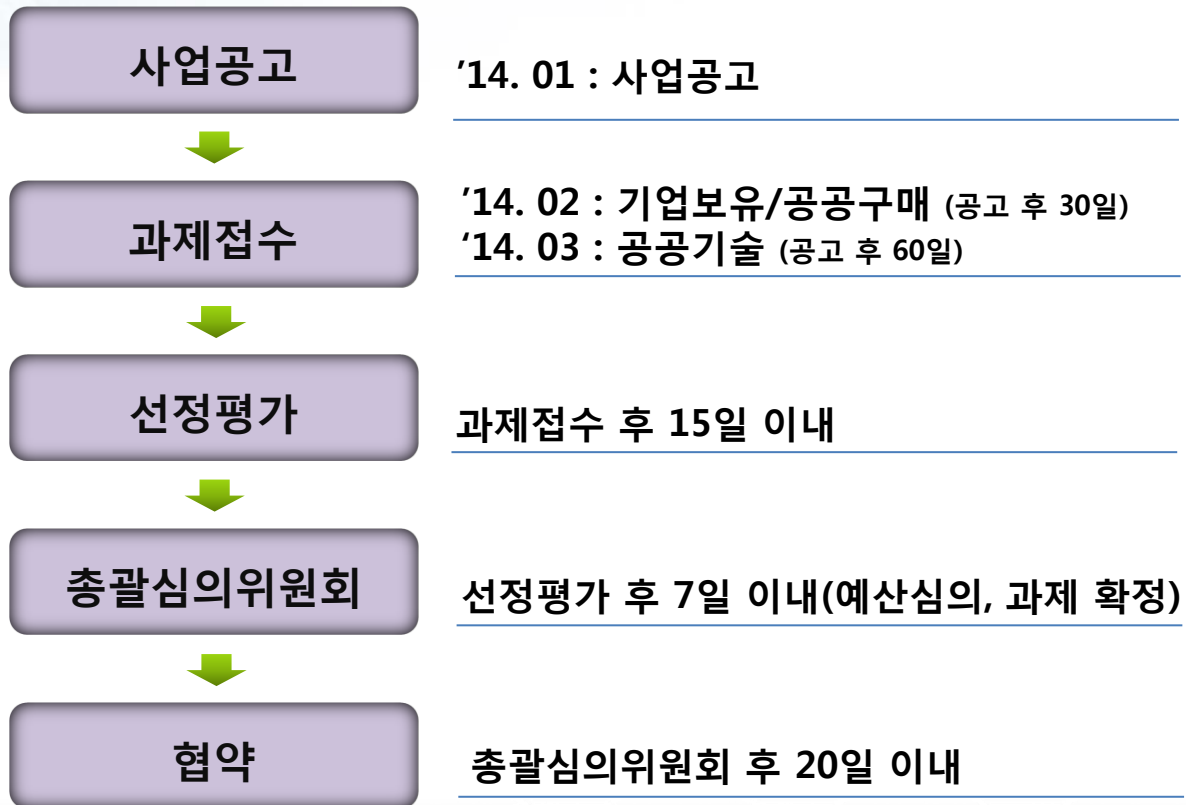 사업공고
’14. 01 : 사업공고
과제접수
’14. 02 : 기업보유/공공구매 (공고 후 30일)
‘14. 03 : 공공기술 (공고 후 60일)
선정평가
과제접수 후 15일 이내
총괄심의위원회
선정평가 후 7일 이내(예산심의, 과제 확정)
협약
총괄심의위원회 후 20일 이내